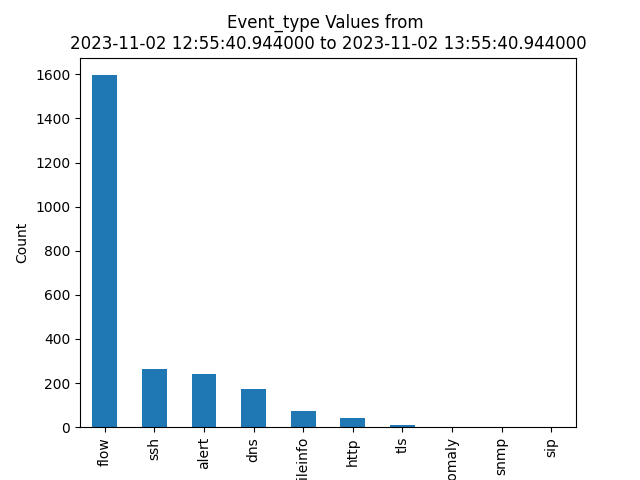 Event_type Values from
2023-11-02 12:55:40.944000 to 2023-11-02 13:55:40.944000
1600
1400
1200
1000
800
600
400
200
0
Count
flow
ssh
alert
dns
ileinfo
http
tls
omaly
snmp
sip